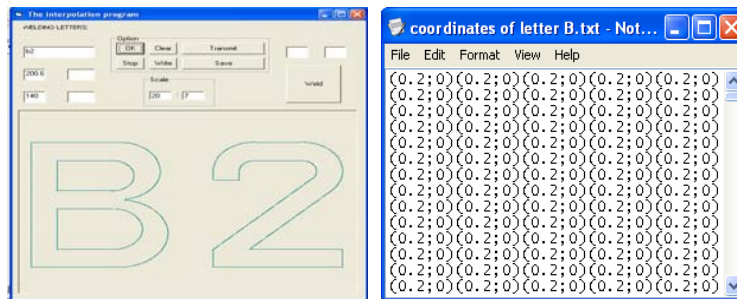 The interpolation program
WELDING LETTERS:
Option
b2
OK Clear Transmit
Stop Write Save
200.6
Scale
140
20 : 7
Weld
B2
coordinates of letter B.txt - Not...
File Edit Format View Help
(0.2;0)(0.2;0)(0.2;0)(0.2;0)(0.2;0)
(0.2;0)(0.2;0)(0.2;0)(0.2;0)(0.2;0)
(0.2;0)(0.2;0)(0.2;0)(0.2;0)(0.2;0)
(0.2;0)(0.2;0)(0.2;0)(0.2;0)(0.2;0)
(0.2;0)(0.2;0)(0.2;0)(0.2;0)(0.2;0)
(0.2;0)(0.2;0)(0.2;0)(0.2;0)(0.2;0)
(0.2;0)(0.2;0)(0.2;0)(0.2;0)(0.2;0)
(0.2;0)(0.2;0)(0.2;0)(0.2;0)(0.2;0)
(0.2;0)(0.2;0)(0.2;0)(0.2;0)(0.2;0)
(0.2;0)(0.2;0)(0.2;0)(0.2;0)(0.2;0)
(0.2;0)(0.2;0)(0.2;0)(0.2;0)(0.2;0)
(0.2;0)(0.2;0)(0.2;0)(0.2;0)(0.2;0)
(0.2;0)(0.2;0)(0.2;0)(0.2;0)(0.2;0)
(0.2;0)(0.2;0)(0.2;0)(0.2;0)(0.2;0)